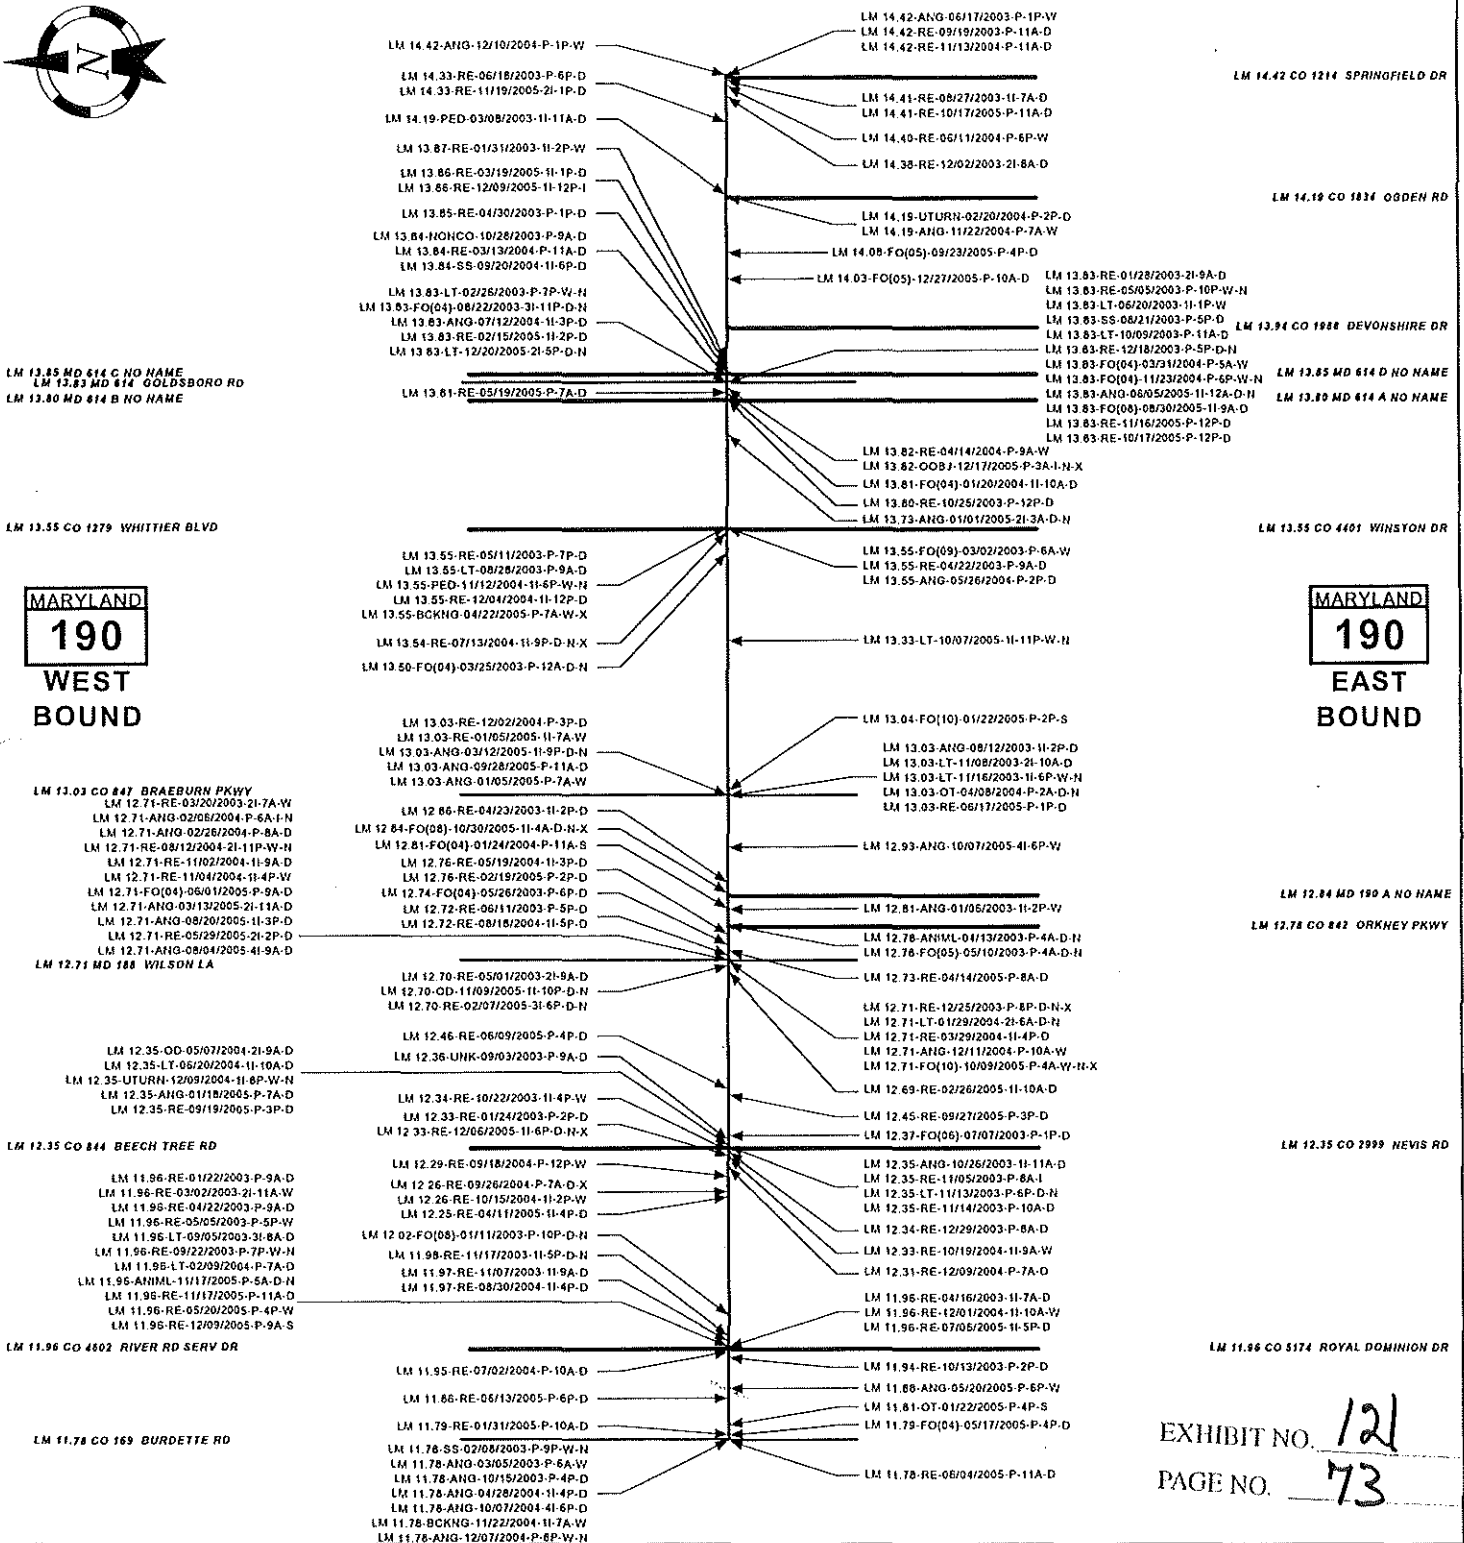 N
LM 14.42-ANG-12/10/2004-P-1P-W
LM 14.42-ANG-06/17/2003-P-1P-W
LM 14.42-RE-09/19/2003-P-11A-D
LM 14.42-RE-11/13/2004-P-11A-D
LM 14.42 CO 1214 SPRINGFIELD DR
LM 14.33-RE-06/18/2003-P-6P-D
LM 14.33-RE-11/19/2005-2I-1P-D
LM 14.41-RE-08/27/2003-1I-7A-D
LM 14.41-RE-10/17/2005-P-11A-D
LM 14.19-PED-03/08/2003-1I-11A-D
LM 14.40-RE-06/11/2004-P-6P-W
LM 14.38-RE-12/02/2003-2I-8A-D
LM 13.87-RE-01/31/2003-1I-2P-W
LM 13.86-RE-03/19/2005-1I-1P-D
LM 13.86-RE-12/09/2005-1I-12P-I
LM 14.19 CO 1834 OGDEN RD
LM 13.85-RE-04/30/2003-P-1P-D
LM 14.19-UTURN-02/20/2004-P-2P-D
LM 14.19-ANG-11/22/2004-P-7A-W
LM 13.84-NONCO-10/28/2003-P-9A-D
LM 13.84-RE-03/13/2004-P-11A-D
LM 13.84-SS-09/20/2004-1I-6P-D
LM 14.08-FO(05)-09/23/2005-P-4P-D
LM 14.03-FO(05)-12/27/2005-P-10A-D
LM 13.83-LT-02/26/2003-P-7P-W-N
LM 13.83-FO(04)-08/22/2003-3I-11P-D-N
LM 13.83-ANG-07/12/2004-1I-3P-D
LM 13.83-RE-02/15/2005-1I-2P-D
LM 13.83-LT-12/20/2005-2I-5P-D-N
LM 13.83-RE-01/28/2003-2I-9A-D
LM 13.83-RE-05/05/2003-P-10P-W-N
LM 13.83-LT-06/20/2003-1I-1P-W
LM 13.83-SS-08/21/2003-P-5P-D
LM 13.83-LT-10/09/2003-P-11A-D
LM 13.83-RE-12/18/2003-P-5P-D-N
LM 13.83-FO(04)-03/31/2004-P-5A-W
LM 13.83-FO(04)-11/23/2004-P-6P-W-N
LM 13.83-ANG-06/05/2005-1I-12A-D-N
LM 13.83-FO(08)-08/30/2005-1I-9A-D
LM 13.83-RE-11/16/2005-P-12P-D
LM 13.83-RE-10/17/2005-P-12P-D
LM 13.94 CO 1988 DEVONSHIRE DR
LM 13.85 MD 614 C NO NAME
LM 13.83 MD 614 GOLDSBORO RD
LM 13.80 MD 614 B NO NAME
LM 13.85 MD 614 D NO NAME
LM 13.80 MD 614 A NO NAME
LM 13.81-RE-05/19/2005-P-7A-D
LM 13.82-RE-04/14/2004-P-9A-W
LM 13.82-OOBJ-12/17/2005-P-3A-I-N-X
LM 13.81-FO(04)-01/20/2004-1I-10A-D
LM 13.80-RE-10/25/2003-P-12P-D
LM 13.73-ANG-01/01/2005-2I-3A-D-N
LM 13.55 CO 1279 WHITTIER BLVD
LM 13.55 CO 4401 WINSTON DR
LM 13.55-RE-05/11/2003-P-7P-D
LM 13.55-LT-08/28/2003-P-9A-D
LM 13.55-PED-11/12/2004-1I-6P-W-N
LM 13.55-RE-12/04/2004-1I-12P-D
LM 13.55-BCKNG-04/22/2005-P-7A-W-X
LM 13.55-FO(09)-03/02/2003-P-6A-W
LM 13.55-RE-04/22/2003-P-9A-D
LM 13.55-ANG-05/26/2004-P-2P-D
LM 13.54-RE-07/13/2004-1I-9P-D-N-X
LM 13.33-LT-10/07/2005-1I-11P-W-N
LM 13.50-FO(04)-03/25/2003-P-12A-D-N
MARYLAND
190
WEST
BOUND
MARYLAND
190
EAST
BOUND
LM 13.03-RE-12/02/2004-P-3P-D
LM 13.03-RE-01/05/2005-1I-7A-W
LM 13.03-ANG-03/12/2005-1I-9P-D-N
LM 13.03-ANG-09/28/2005-P-11A-D
LM 13.03-ANG-01/05/2005-P-7A-W
LM 13.04-FO(10)-01/22/2005-P-2P-S
LM 13.03-ANG-08/12/2003-1I-2P-D
LM 13.03-LT-11/08/2003-2I-10A-D
LM 13.03-LT-11/16/2003-1I-6P-W-N
LM 13.03-OT-04/08/2004-P-2A-D-N
LM 13.03-RE-06/17/2005-P-1P-D
LM 13.03 CO 847 BRAEBURN PKWY
LM 12.71-RE-03/20/2003-2I-7A-W
LM 12.71-ANG-02/06/2004-P-6A-I-N
LM 12.71-ANG-02/26/2004-P-8A-D
LM 12.71-RE-08/12/2004-2I-11P-W-N
LM 12.71-RE-11/02/2004-1I-9A-D
LM 12.71-RE-11/04/2004-1I-4P-W
LM 12.71-FO(04)-06/01/2005-P-9A-D
LM 12.71-ANG-03/13/2005-2I-11A-D
LM 12.71-ANG-08/20/2005-1I-3P-D
LM 12.71-RE-05/29/2005-2I-2P-D
LM 12.71-ANG-08/04/2005-4I-9A-D
LM 12.71 MD 188 WILSON LA
LM 12.86-RE-04/23/2003-1I-2P-D
LM 12.84-FO(08)-10/30/2005-1I-4A-D-N-X
LM 12.81-FO(04)-01/24/2004-P-11A-S
LM 12.76-RE-05/19/2004-1I-3P-D
LM 12.76-RE-02/19/2005-P-2P-D
LM 12.74-FO(04)-05/26/2003-P-6P-D
LM 12.72-RE-06/11/2003-P-5P-D
LM 12.72-RE-08/18/2004-1I-5P-D
LM 12.93-ANG-10/07/2005-4I-6P-W
LM 12.84 MD 190 A NO NAME
LM 12.81-ANG-01/06/2003-1I-2P-W
LM 12.78 CO 842 ORKNEY PKWY
LM 12.78-ANIML-04/13/2003-P-4A-D-N
LM 12.78-FO(05)-05/10/2003-P-4A-D-N
LM 12.73-RE-04/14/2005-P-8A-D
LM 12.70-RE-05/01/2003-2I-9A-D
LM 12.70-OD-11/09/2005-1I-10P-D-N
LM 12.70-RE-02/07/2005-3I-6P-D-N
LM 12.71-RE-12/25/2003-P-8P-D-N-X
LM 12.71-LT-01/29/2004-2I-6A-D-N
LM 12.71-RE-03/29/2004-1I-4P-D
LM 12.71-ANG-12/11/2004-P-10A-W
LM 12.71-FO(10)-10/09/2005-P-4A-W-N-X
LM 12.46-RE-06/09/2005-P-4P-D
LM 12.36-UNK-09/03/2003-P-9A-D
LM 12.69-RE-02/26/2005-1I-10A-D
LM 12.35-OD-05/07/2004-2I-9A-D
LM 12.35-LT-06/20/2004-1I-10A-D
LM 12.35-UTURN-12/09/2004-1I-8P-W-N
LM 12.35-ANG-01/18/2005-P-7A-D
LM 12.35-RE-09/19/2005-P-3P-D
LM 12.34-RE-10/22/2003-1I-4P-W
LM 12.33-RE-01/24/2003-P-2P-D
LM 12.33-RE-12/06/2005-1I-6P-D-N-X
LM 12.45-RE-09/27/2005-P-3P-D
LM 12.37-FO(06)-07/07/2003-P-1P-D
LM 12.35 CO 844 BEECH TREE RD
LM 12.35 CO 2999 NEVIS RD
LM 12.29-RE-09/18/2004-P-12P-W
LM 12.26-RE-09/26/2004-P-7A-D-X
LM 12.26-RE-10/15/2004-1I-2P-W
LM 12.25-RE-04/11/2005-1I-4P-D
LM 12.35-ANG-10/26/2003-1I-11A-D
LM 12.35-RE-11/05/2003-P-8A-I
LM 12.35-LT-11/13/2003-P-6P-D-N
LM 12.35-RE-11/14/2003-P-10A-D
LM 12.34-RE-12/29/2003-P-8A-D
LM 12.33-RE-10/19/2004-1I-9A-W
LM 12.31-RE-12/09/2004-P-7A-D
LM 11.96-RE-01/22/2003-P-9A-D
LM 11.96-RE-03/02/2003-2I-11A-W
LM 11.96-RE-04/22/2003-P-9A-D
LM 11.96-RE-05/05/2003-P-5P-W
LM 11.96-LT-09/05/2003-3I-8A-D
LM 11.96-RE-09/22/2003-P-7P-W-N
LM 11.96-LT-02/09/2004-P-7A-D
LM 11.96-ANIML-11/17/2005-P-5A-D-N
LM 11.96-RE-11/17/2005-P-11A-D
LM 11.96-RE-05/20/2005-P-4P-W
LM 11.96-RE-12/09/2005-P-9A-S
LM 12.02-FO(08)-01/11/2003-P-10P-D-N
LM 11.98-RE-11/17/2003-1I-5P-D-N
LM 11.97-RE-11/07/2003-1I-9A-D
LM 11.97-RE-08/30/2004-1I-4P-D
LM 11.96-RE-04/16/2003-1I-7A-D
LM 11.96-RE-12/01/2004-1I-10A-W
LM 11.96-RE-07/06/2005-1I-5P-D
LM 11.96 CO 4602 RIVER RD SERV DR
LM 11.96 CO 5174 ROYAL DOMINION DR
LM 11.95-RE-07/02/2004-P-10A-D
LM 11.94-RE-10/13/2003-P-2P-D
LM 11.86-RE-06/13/2005-P-6P-D
LM 11.88-ANG-05/20/2005-P-6P-W
LM 11.81-OT-01/22/2005-P-4P-S
LM 11.79-RE-01/31/2005-P-10A-D
LM 11.79-FO(04)-05/17/2005-P-4P-D
LM 11.78 CO 169 BURDETTE RD
LM 11.78-SS-02/08/2003-P-9P-W-N
LM 11.78-ANG-03/05/2003-P-6A-W
LM 11.78-ANG-10/15/2003-P-4P-D
LM 11.78-ANG-04/28/2004-1I-4P-D
LM 11.78-ANG-10/07/2004-4I-6P-D
LM 11.78-BCKNG-11/22/2004-1I-7A-W
LM 11.78-ANG-12/07/2004-P-6P-W-N
LM 11.78-RE-06/04/2005-P-11A-D
EXHIBIT NO. 121
PAGE NO. 73